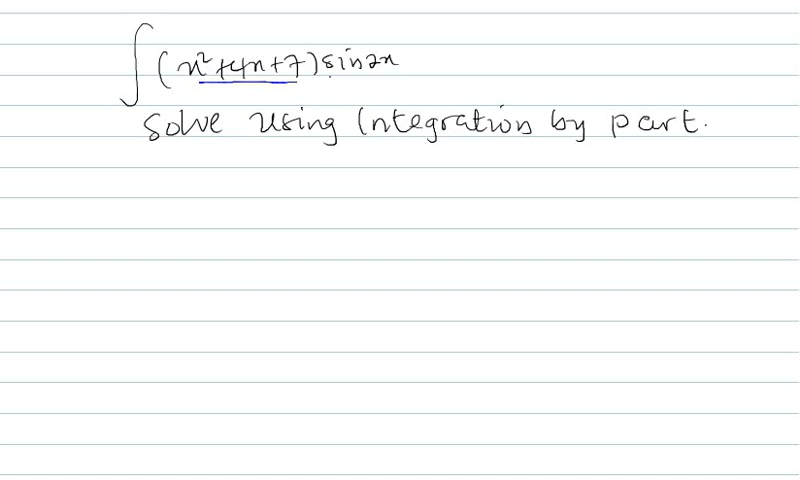 ∫(x²+4x+7)sin2x
Solve using Integration by part.